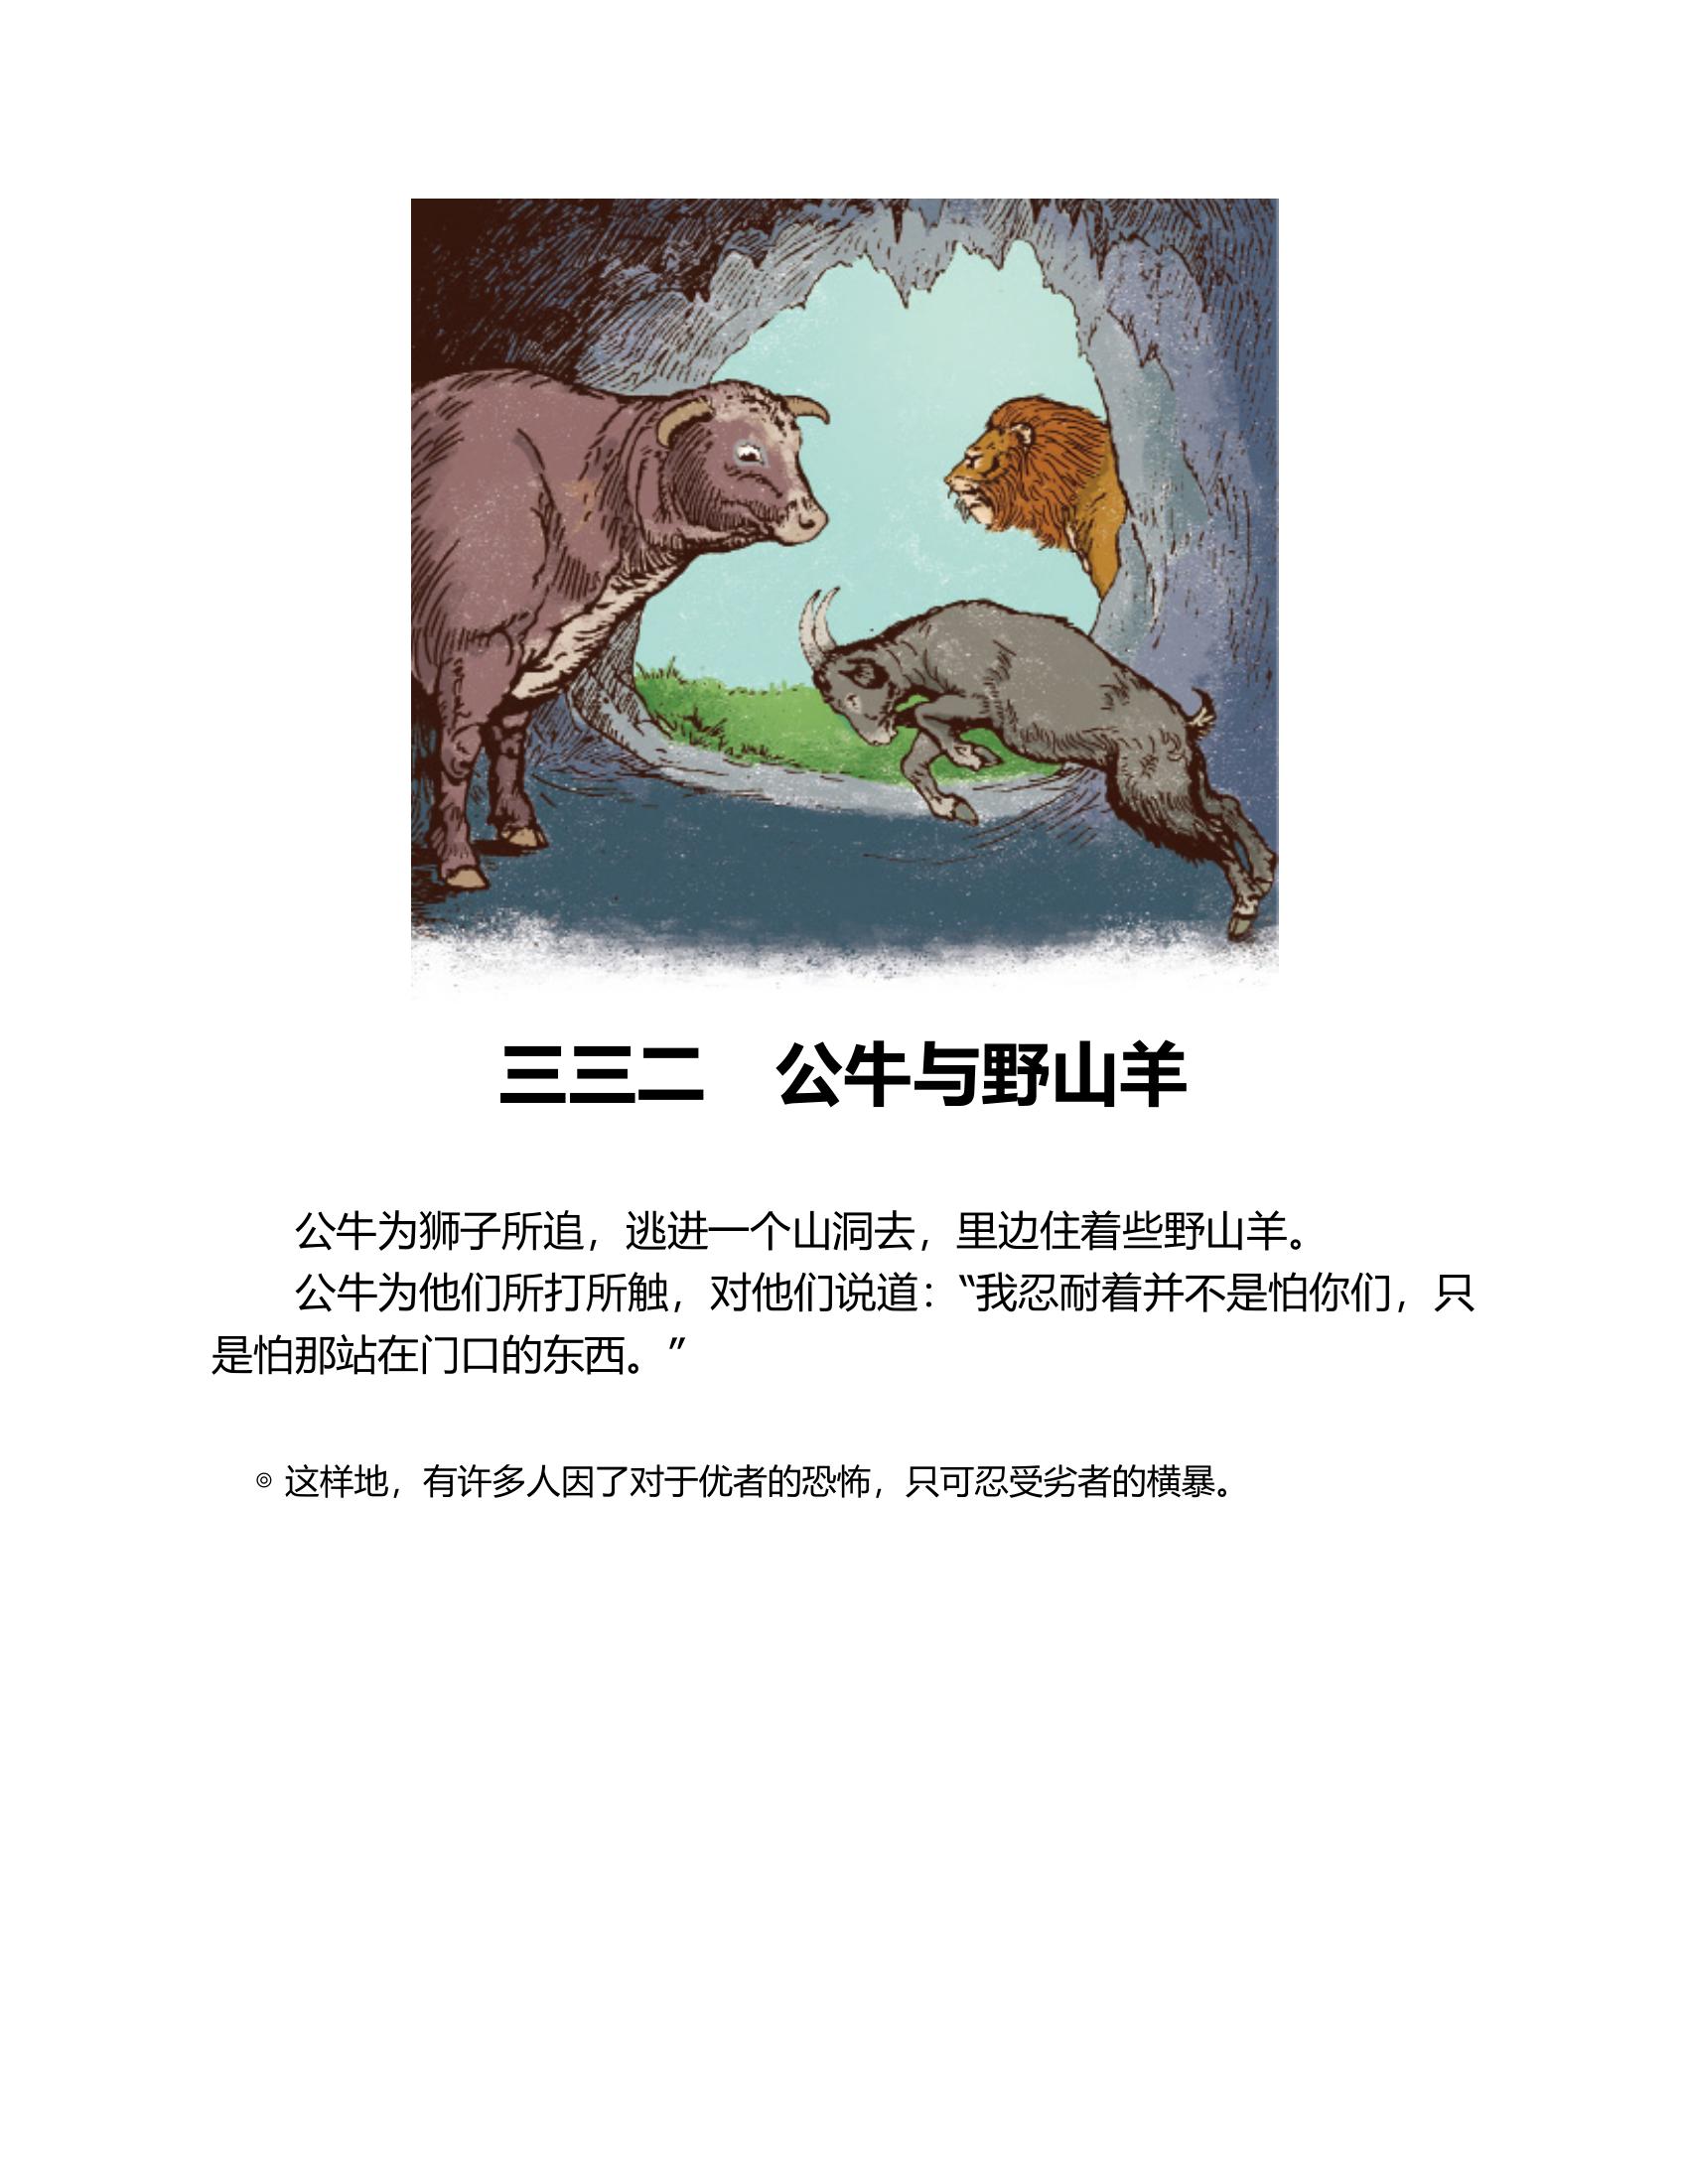 三三二　公牛与野山羊
公牛为狮子所追，逃进一个山洞去，里边住着些野山羊。
公牛为他们所打所触，对他们说道：“我忍耐着并不是怕你们，只
是怕那站在门口的东西。”
◎ 这样地，有许多人因了对于优者的恐怖，只可忍受劣者的横暴。